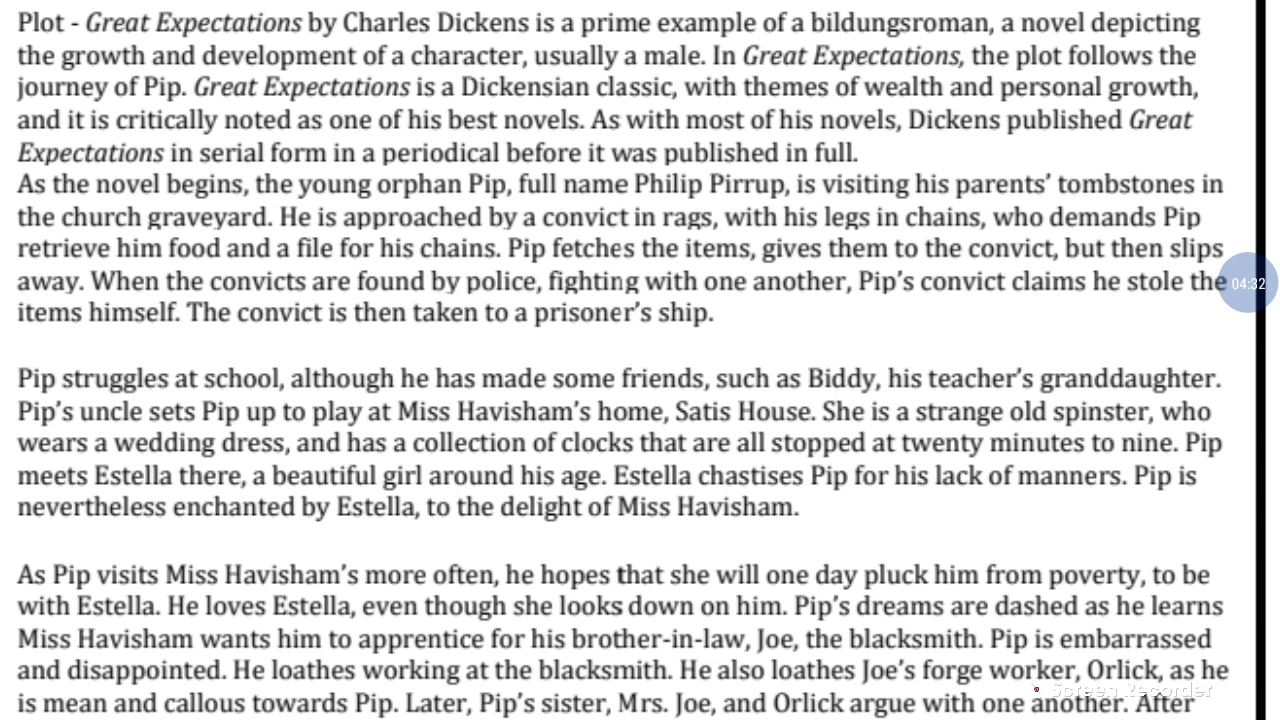 Plot - Great Expectations by Charles Dickens is a prime example of a bildungsroman, a novel depicting
the growth and development of a character, usually a male. In Great Expectations, the plot follows the
journey of Pip. Great Expectations is a Dickensian classic, with themes of wealth and personal growth,
and it is critically noted as one of his best novels. As with most of his novels, Dickens published Great
Expectations in serial form in a periodical before it was published in full.
As the novel begins, the young orphan Pip, full name Philip Pirrup, is visiting his parents’ tombstones in
the church graveyard. He is approached by a convict in rags, with his legs in chains, who demands Pip
retrieve him food and a file for his chains. Pip fetches the items, gives them to the convict, but then slips
away. When the convicts are found by police, fighting with one another, Pip’s convict claims he stole the
04:32
items himself. The convict is then taken to a prisoner’s ship.
Pip struggles at school, although he has made some friends, such as Biddy, his teacher’s granddaughter.
Pip’s uncle sets Pip up to play at Miss Havisham’s home, Satis House. She is a strange old spinster, who
wears a wedding dress, and has a collection of clocks that are all stopped at twenty minutes to nine. Pip
meets Estella there, a beautiful girl around his age. Estella chastises Pip for his lack of manners. Pip is
nevertheless enchanted by Estella, to the delight of Miss Havisham.
As Pip visits Miss Havisham’s more often, he hopes that she will one day pluck him from poverty, to be
with Estella. He loves Estella, even though she looks down on him. Pip’s dreams are dashed as he learns
Miss Havisham wants him to apprentice for his brother-in-law, Joe, the blacksmith. Pip is embarrassed
and disappointed. He loathes working at the blacksmith. He also loathes Joe’s forge worker, Orlick, as he
is mean and callous towards Pip. Later, Pip’s sister, Mrs. Joe, and Orlick argue with one another. After
Screen Recorder